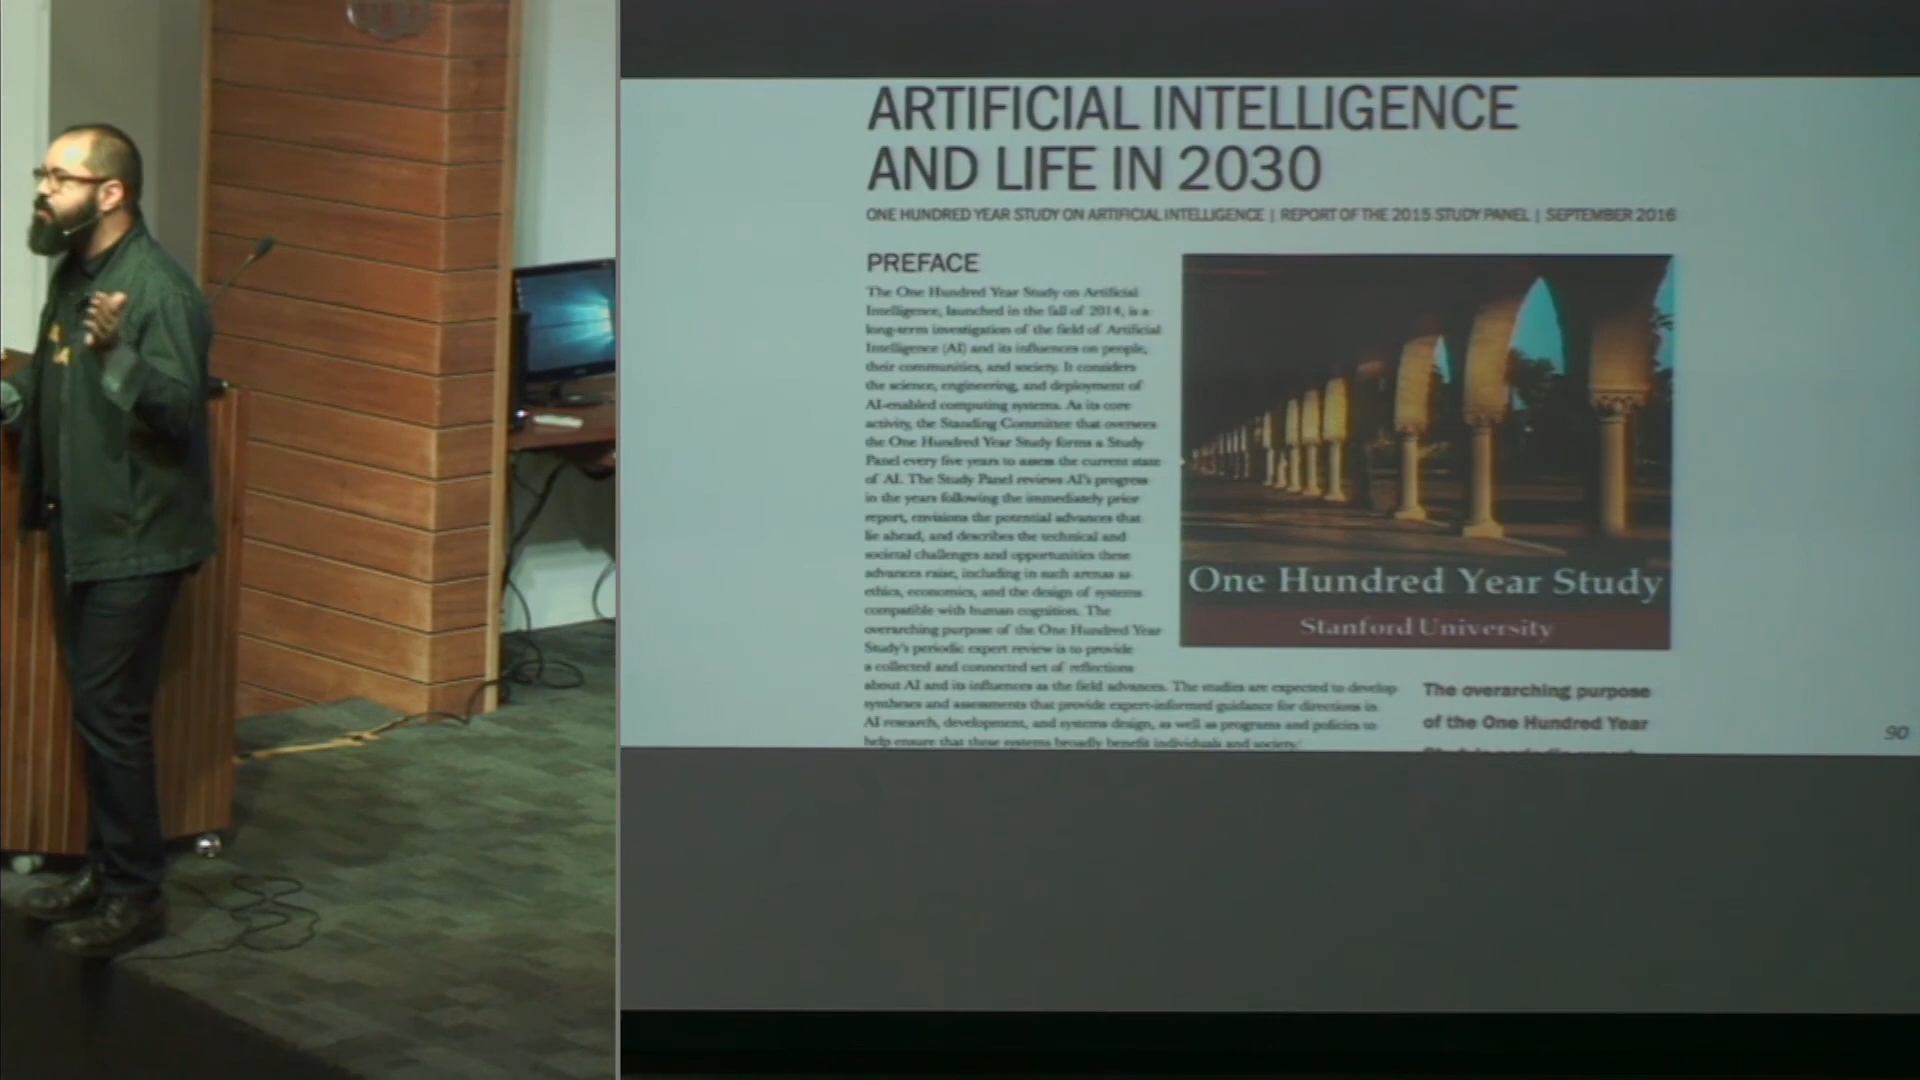 ARTIFICIAL INTELLIGENCE
AND LIFE IN 2030
ONE HUNDRED YEAR STUDY ON ARTIFICIAL INTELLIGENCE | REPORT OF THE 2015 STUDY PANEL | SEPTEMBER 2016
PREFACE
The One Hundred Year Study on Artificial
Intelligence, launched in the fall of 2014, is a
long-term investigation of the field of Artificial
Intelligence (AI) and its influences on people,
their communities, and society. It considers
the science, engineering, and deployment of
AI-enabled computing systems. As its core
activity, the Standing Committee that oversees
the One Hundred Year Study forms a Study
Panel every five years to assess the current state
of AI. The Study Panel reviews AI's progress
in the years following the immediately prior
report, envisions the potential advances that
lie ahead, and describes the technical and
societal challenges and opportunities these
advances raise, including in such arenas as
ethics, economics, and the design of systems
compatible with human cognition. The
overarching purpose of the One Hundred Year
Study's periodic expert review is to provide
a collected and connected set of reflections
about AI and its influences as the field advances. The studies are expected to develop
syntheses and assessments that provide expert-informed guidance for directions in
AI research, development, and systems design, as well as programs and policies to
help ensure that these systems broadly benefit individuals and society.
One Hundred Year Study
Stanford University
The overarching purpose
of the One Hundred Year
90